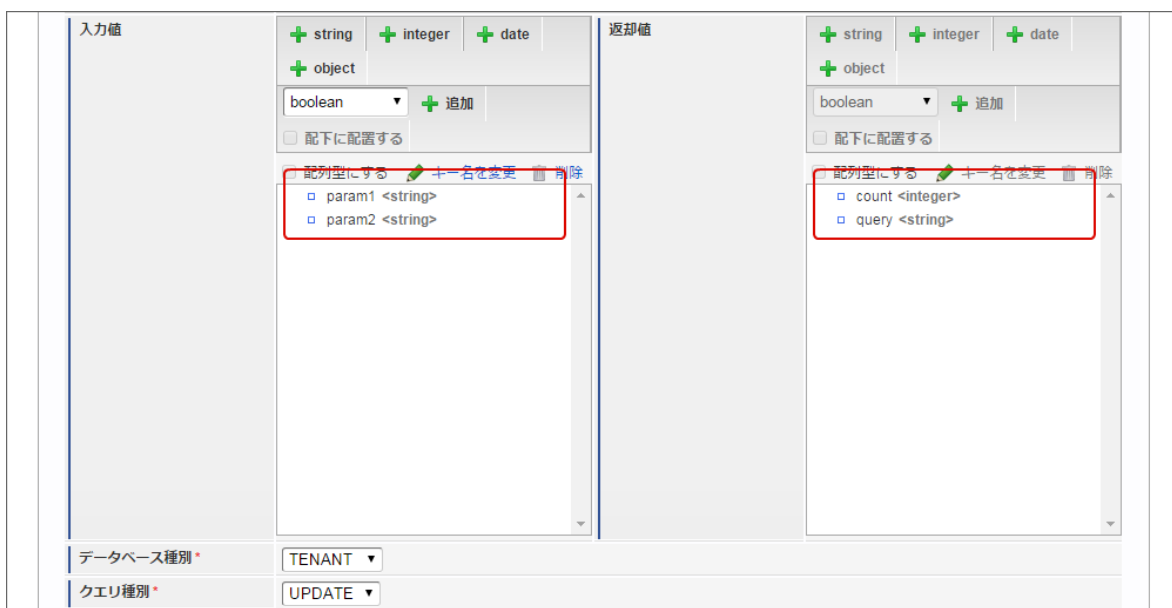 入力値
string integer date
object
boolean 追加
配下に配置する
配列型にする キー名を変更 削除
param1 <string>
param2 <string>
返却値
string integer date
object
boolean 追加
配下に配置する
配列型にする キー名を変更 削除
count <integer>
query <string>
データベース種別*
TENANT
クエリ種別*
UPDATE